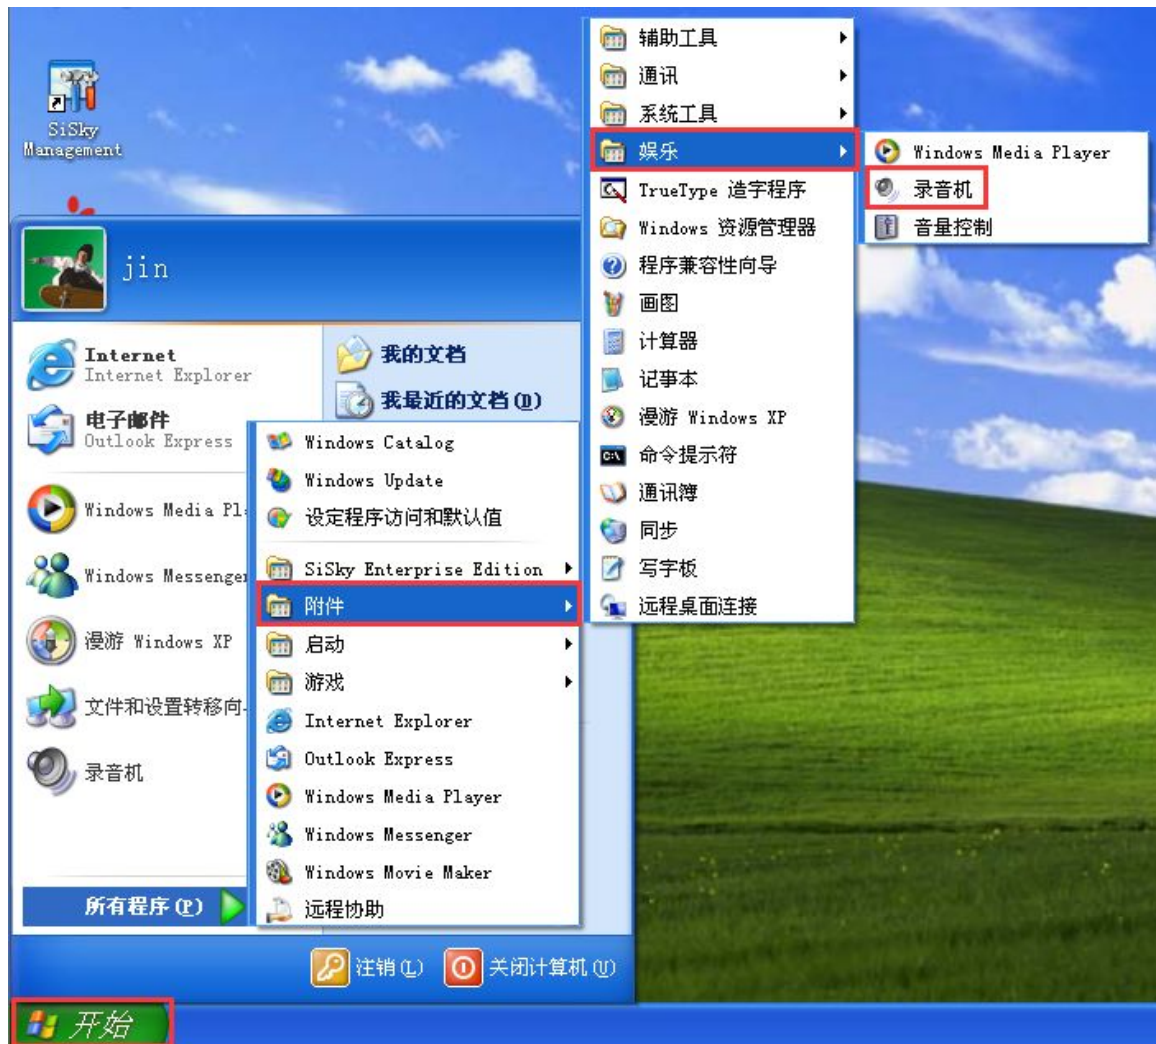 SiSky
Management
jin
Internet
Internet Explorer
电子邮件
Outlook Express
Windows Media Pl
Windows Messenger
漫游 Windows XP
文件和设置转移向
录音机
所有程序(P)
我的文档
我最近的文档(D)
Windows Catalog
Windows Update
设定程序访问和默认值
SiSky Enterprise Edition
附件
启动
游戏
Internet Explorer
Outlook Express
Windows Media Player
Windows Messenger
Windows Movie Maker
远程协助
辅助工具
通讯
系统工具
娱乐
TrueType 造字程序
Windows 资源管理器
程序兼容性向导
画图
计算器
记事本
漫游 Windows XP
命令提示符
通讯簿
同步
写字板
远程桌面连接
Windows Media Player
录音机
音量控制
注销(L)
关闭计算机(U)
开始